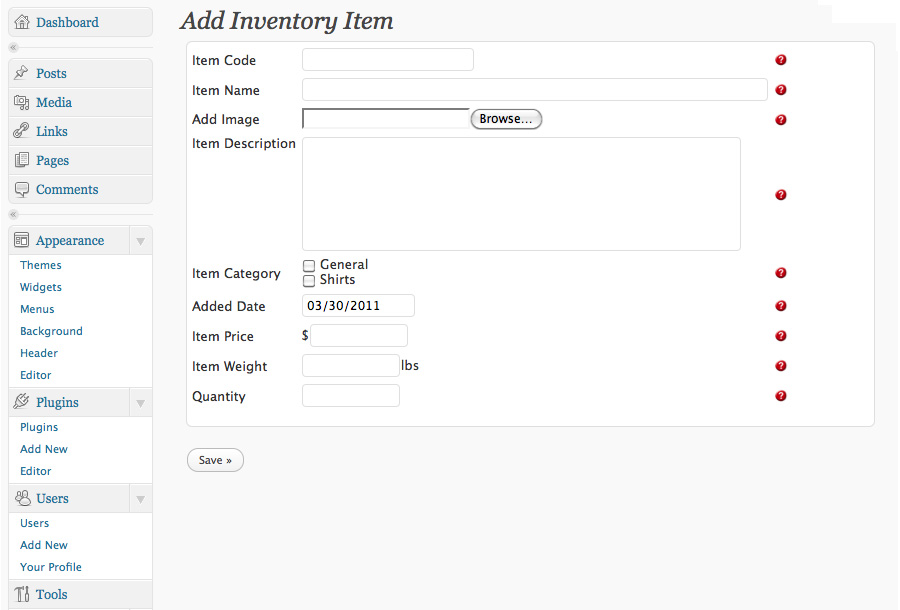 Dashboard
Posts
Media
Links
Pages
Comments
Appearance
Themes
Widgets
Menus
Background
Header
Editor
Plugins
Plugins
Add New
Editor
Users
Users
Add New
Your Profile
Tools
Add Inventory Item
Item Code
Item Name
Add Image Browse...
Item Description
Item Category
General
Shirts
Added Date 03/30/2011
Item Price $
Item Weight lbs
Quantity
Save »